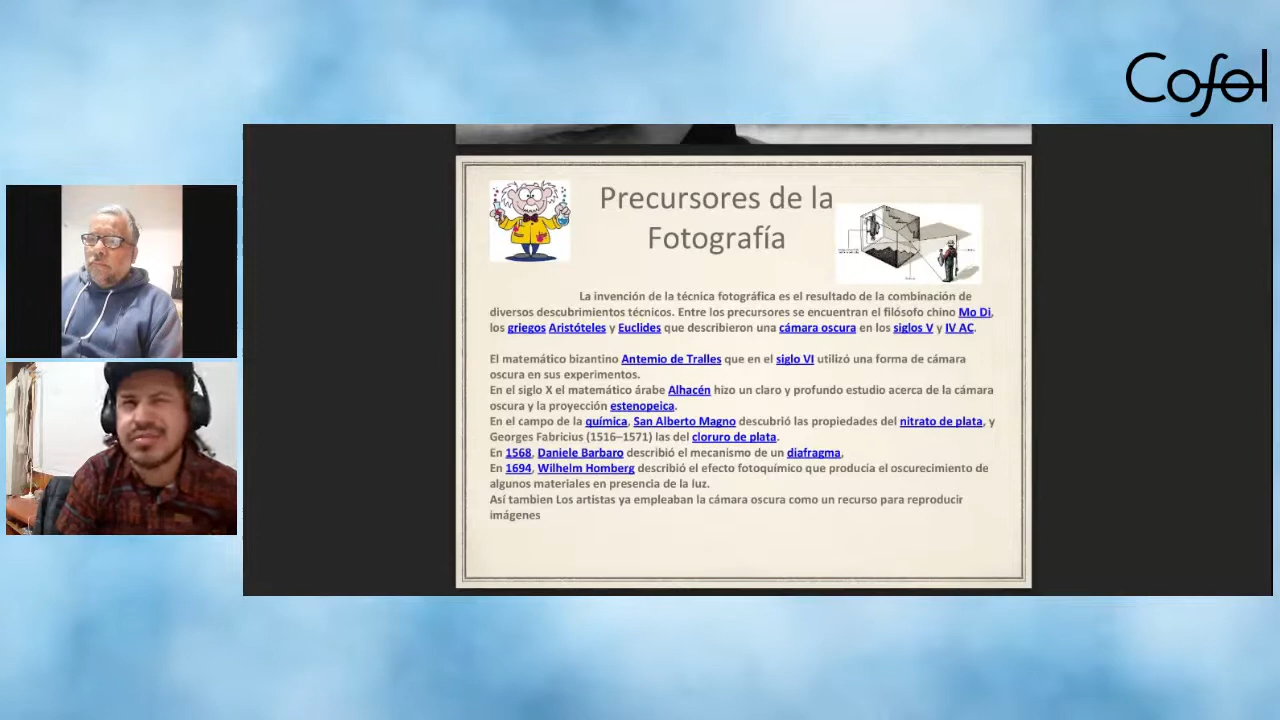 Cofol
Precursores de la
Fotografía
La invención de la técnica fotográfica es el resultado de la combinación de
diversos descubrimientos técnicos. Entre los precursores se encuentran el filósofo chino Mo Di,
los griegos Aristóteles y Euclides que describieron una cámara oscura en los siglos V y IV AC.
El matemático bizantino Antemio de Tralles que en el siglo VI utilizó una forma de cámara
oscura en sus experimentos.
En el siglo X el matemático árabe Alhacén hizo un claro y profundo estudio acerca de la cámara
oscura y la proyección estenopeica.
En el campo de la química, San Alberto Magno descubrió las propiedades del nitrato de plata, y
Georges Fabricius (1516–1571) las del cloruro de plata.
En 1568, Daniele Barbaro describió el mecanismo de un diafragma,
En 1694, Wilhelm Homberg describió el efecto fotoquímico que producía el oscurecimiento de
algunos materiales en presencia de la luz.
Así tambien Los artistas ya empleaban la cámara oscura como un recurso para reproducir
imágenes